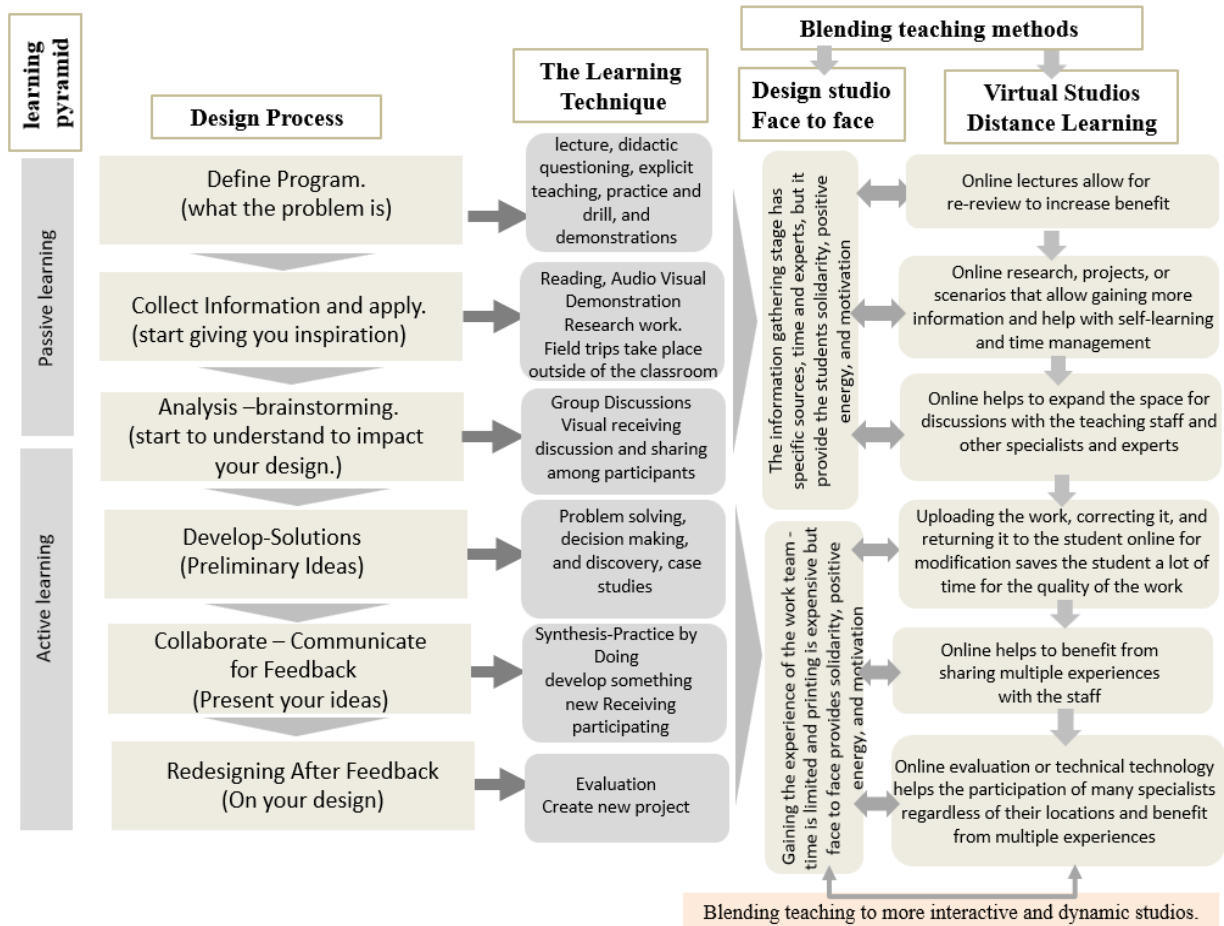 learning
pyramid
Design Process
The Learning
Technique
Blending teaching methods
Design studio
Face to face
Virtual Studios
Distance Learning
Passive learning
Active learning
Define Program.
(what the problem is)
Collect Information and apply.
(start giving you inspiration)
Analysis –brainstorming.
(start to understand to impact
your design.)
Develop-Solutions
(Preliminary Ideas)
Collaborate – Communicate
for Feedback
(Present your ideas)
Redesigning After Feedback
(On your design)
lecture, didactic
questioning, explicit
teaching, practice and
drill, and
demonstrations
Reading, Audio Visual
Demonstration
Research work.
Field trips take place
outside of the classroom
Group Discussions
Visual receiving
discussion and sharing
among participants
Problem solving,
decision making,
and discovery, case
studies
Synthesis-Practice by
Doing
develop something
new Receiving
participating
Evaluation
Create new project
The information gathering stage has
specific sources, time and experts, but it
provide the students solidarity, positive
energy, and motivation
Gaining the experience of the work team -
time is limited and printing is expensive but
face to face provides solidarity, positive
energy, and motivation
Online lectures allow for
re-review to increase benefit
Online research, projects, or
scenarios that allow gaining more
information and help with self-learning
and time management
Online helps to expand the space for
discussions with the teaching staff and
other specialists and experts
Uploading the work, correcting it, and
returning it to the student online for
modification saves the student a lot of
time for the quality of the work
Online helps to benefit from
sharing multiple experiences
with the staff
Online evaluation or technical technology
helps the participation of many specialists
regardless of their locations and benefit
from multiple experiences
Blending teaching to more interactive and dynamic studios.